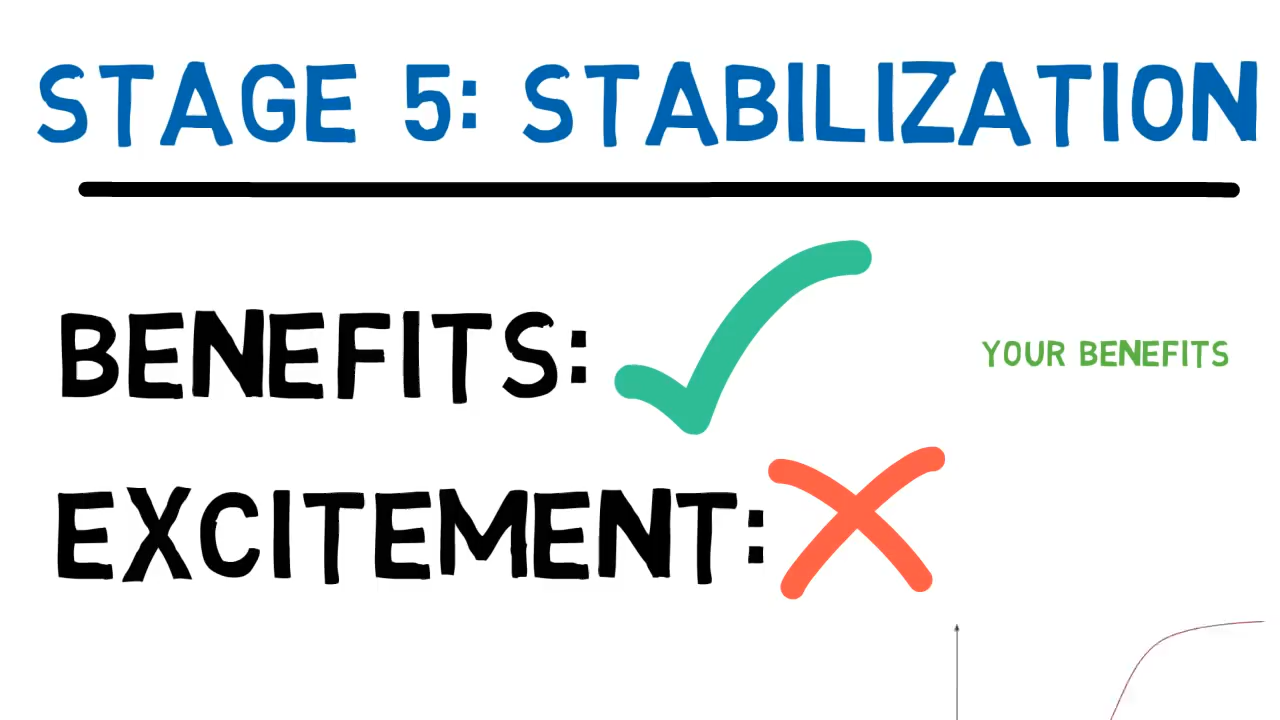 STAGE 5: STABILIZATION
BENEFITS:
YOUR BENEFITS
EXCITEMENT: